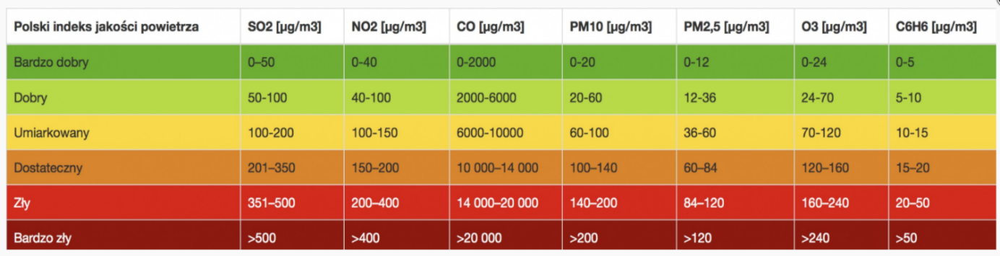 Polski indeks jakości powietrza SO2 [µg/m3] NO2 [µg/m3] CO [µg/m3] PM10 [µg/m3] PM2,5 [µg/m3] O3 [µg/m3] C6H6 [µg/m3]
Bardzo dobry 0–50 0-40 0-2000 0-20 0-12 0-24 0-5
Dobry 50-100 40-100 2000-6000 20-60 12-36 24-70 5-10
Umiarkowany 100-200 100-150 6000-10000 60-100 36-60 70-120 10-15
Dostateczny 201–350 150–200 10 000–14 000 100–140 60–84 120–160 15–20
Zły 351–500 200–400 14 000–20 000 140–200 84–120 160–240 20–50
Bardzo zły >500 >400 >20 000 >200 >120 >240 >50